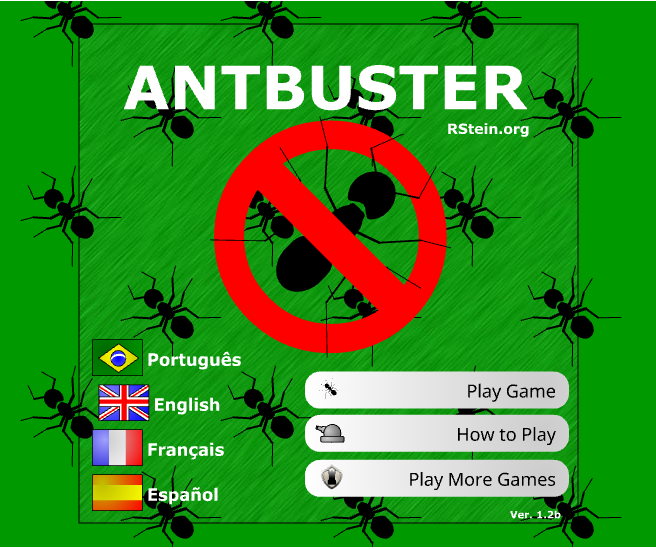 ANTBUSTER
RStein.org
Português
English
Français
Español
Play Game
How to Play
Play More Games
Ver. 1.2b